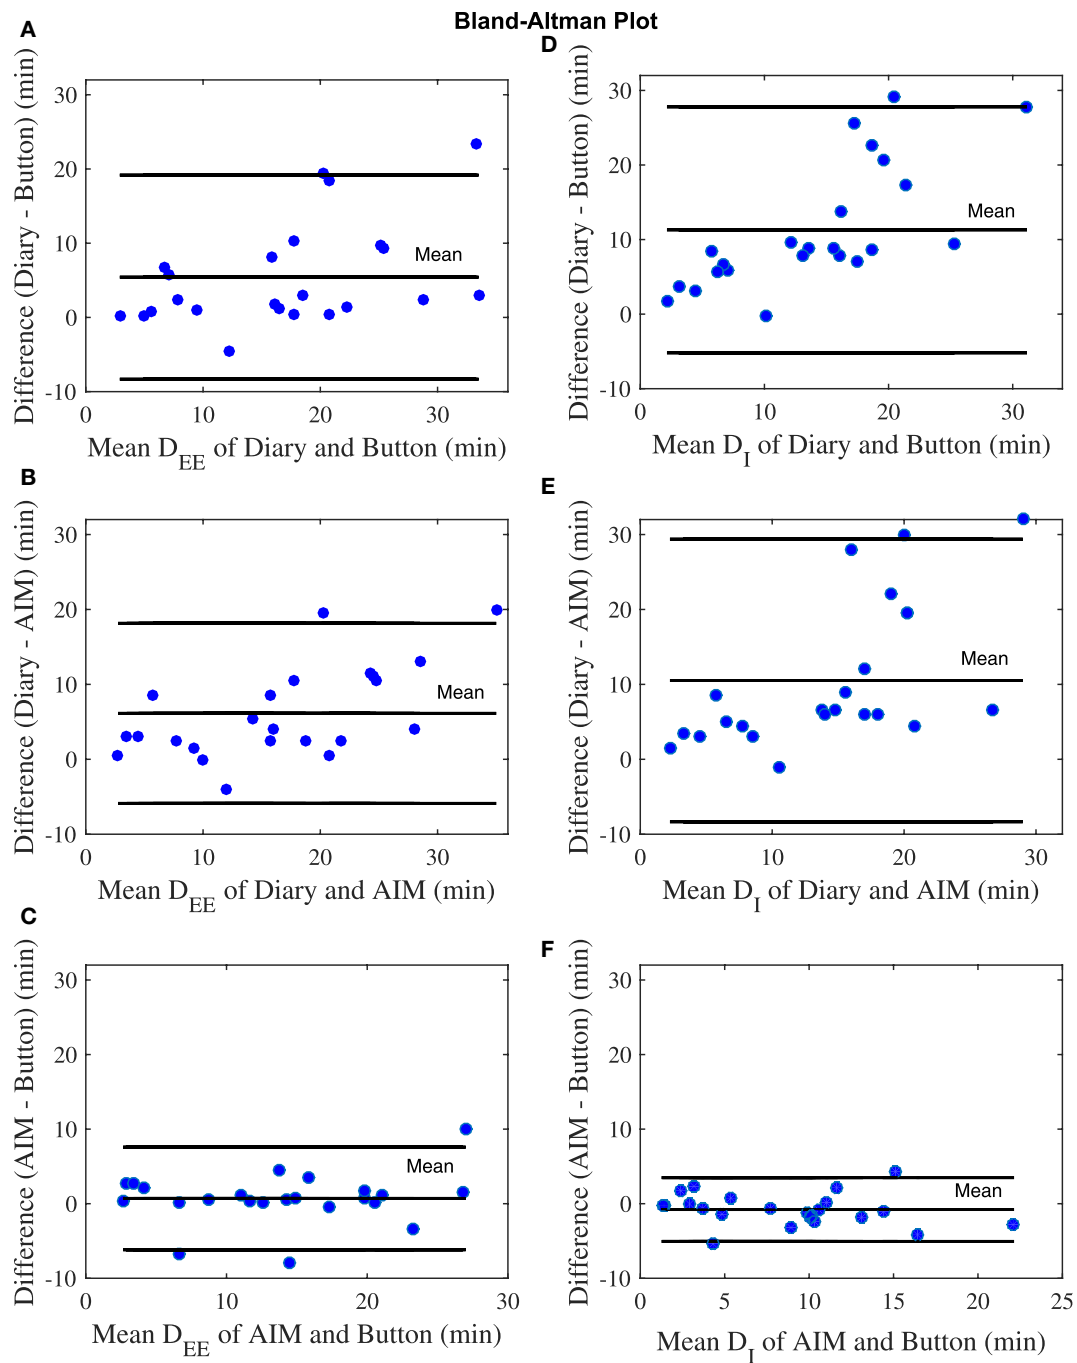 Bland-Altman Plot
A
Difference (Diary - Button) (min)
30
20
10
0
-10
Mean
0 10 20 30
Mean D_EE of Diary and Button (min)
D
Difference (Diary - Button) (min)
30
20
10
0
-10
Mean
0 10 20 30
Mean D_I of Diary and Button (min)
B
Difference (Diary - AIM) (min)
30
20
10
0
-10
Mean
0 10 20 30
Mean D_EE of Diary and AIM (min)
E
Difference (Diary - AIM) (min)
30
20
10
0
-10
Mean
0 10 20 30
Mean D_I of Diary and AIM (min)
C
Difference (AIM - Button) (min)
30
20
10
0
-10
Mean
0 10 20 30
Mean D_EE of AIM and Button (min)
F
Difference (AIM - Button) (min)
30
20
10
0
-10
Mean
0 5 10 15 20 25
Mean D_I of AIM and Button (min)